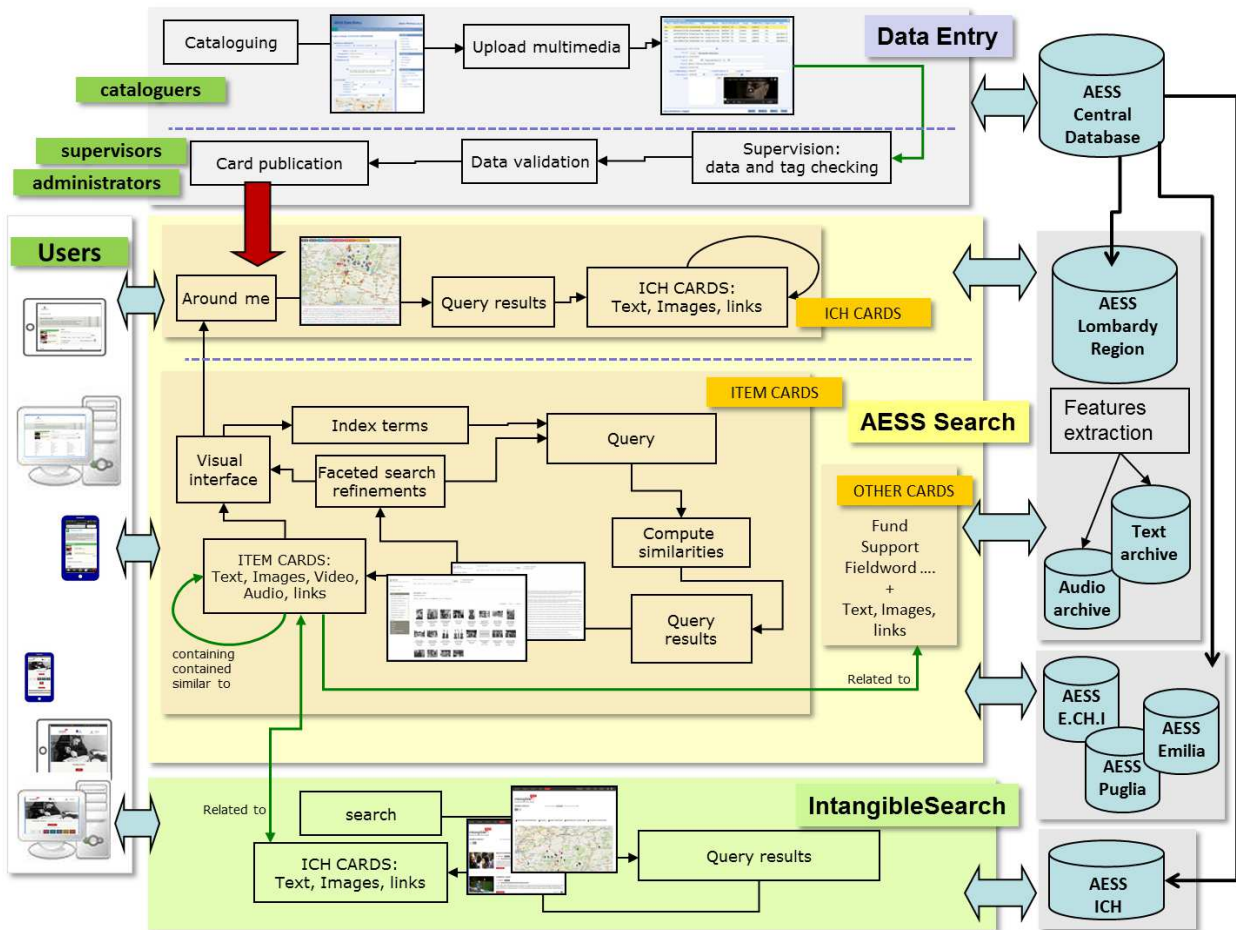 Cataloguing
Upload multimedia
Data Entry
cataloguers
AESS
Central
Database
supervisors
administrators
Card publication
Data validation
Supervision:
data and tag checking
Users
Around me
Query results
ICH CARDS:
Text, Images, links
ICH CARDS
AESS
Lombardy
Region
ITEM CARDS
Index terms
Query
AESS Search
Features
extraction
Visual
interface
Faceted search
refinements
OTHER CARDS
Fund
Support
Fieldword ....
+
Text, Images,
links
Compute
similarities
Text
archive
Audio
archive
ITEM CARDS:
Text, Images, Video,
Audio, links
Query
results
containing
contained
similar to
Related to
AESS
E.CH.I
AESS
Emilia
AESS
Puglia
Related to
search
IntangibleSearch
ICH CARDS:
Text, Images, links
Query results
AESS
ICH